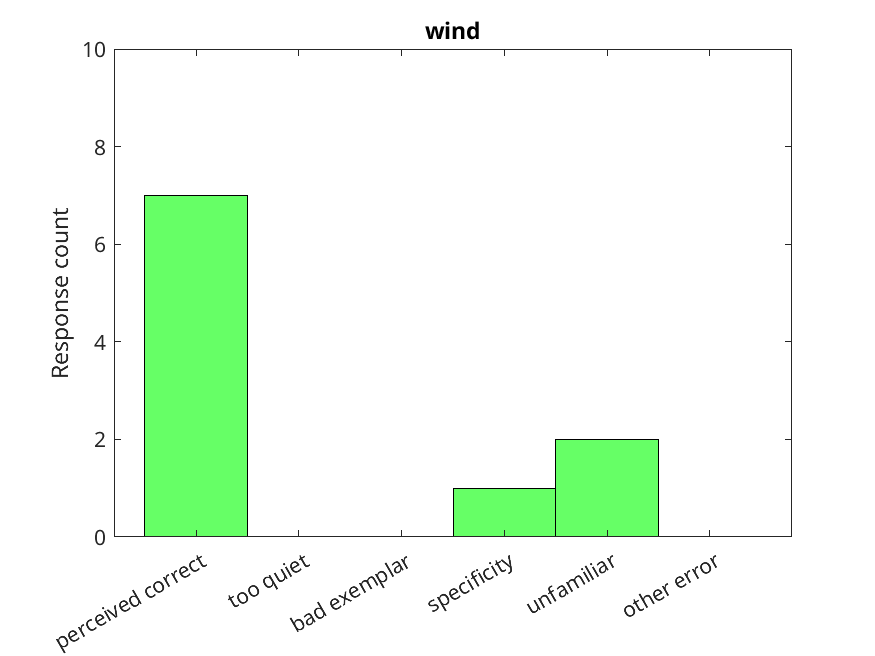 wind
10
8
6
4
2
0
Response count
perceived correct
too quiet
bad exemplar
specificity
unfamiliar
other error